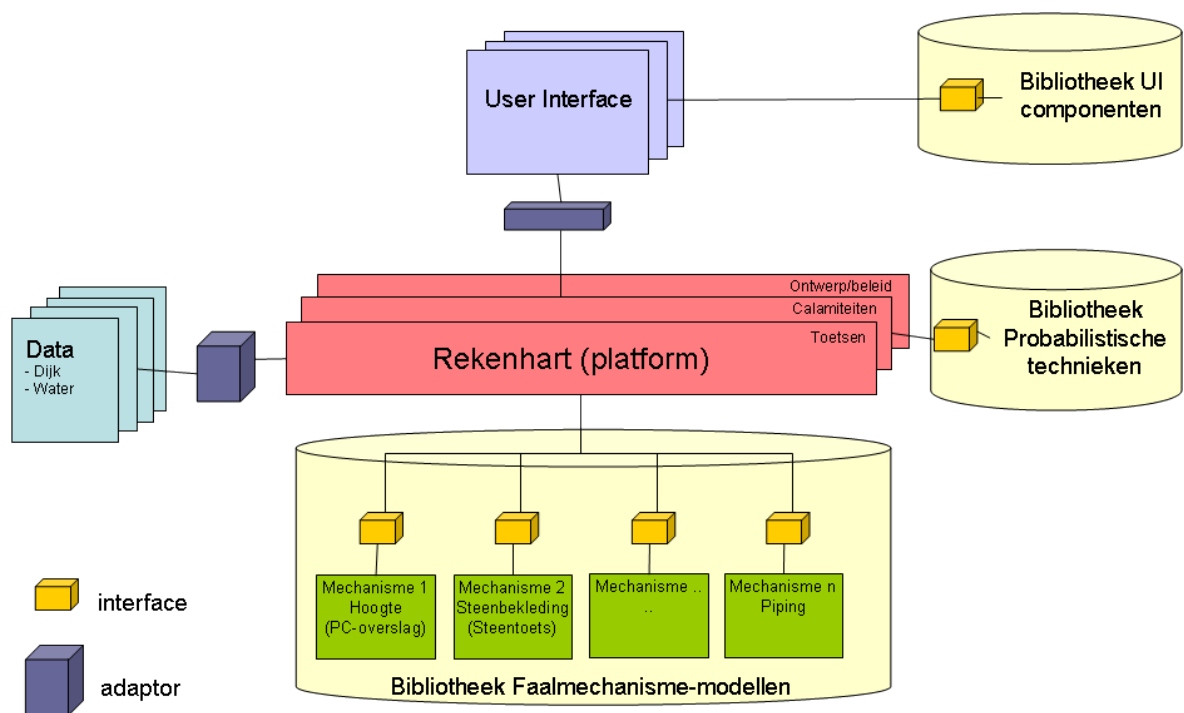 User Interface
Bibliotheek UI
componenten
Ontwerp/beleid
Calamiteiten
Toetsen
Rekenhart (platform)
Bibliotheek
Probabilistische
technieken
Data
- Dijk
- Water
Mechanisme 1
Hoogte
(PC-overslag)
Mechanisme 2
Steenbekleding
(Steentoets)
Mechanisme ..
..
Mechanisme n
Piping
Bibliotheek Faalmechanisme-modellen
interface
adaptor